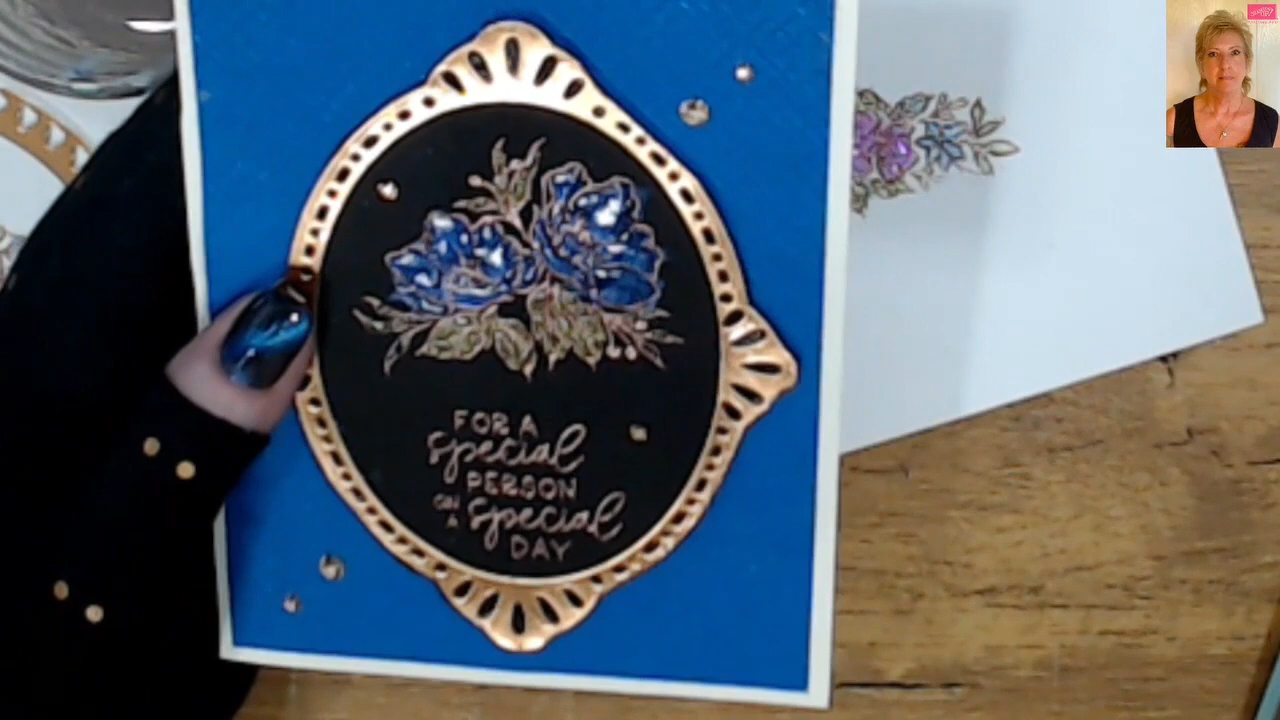 FOR A
special
PERSON
ON A special
DAY